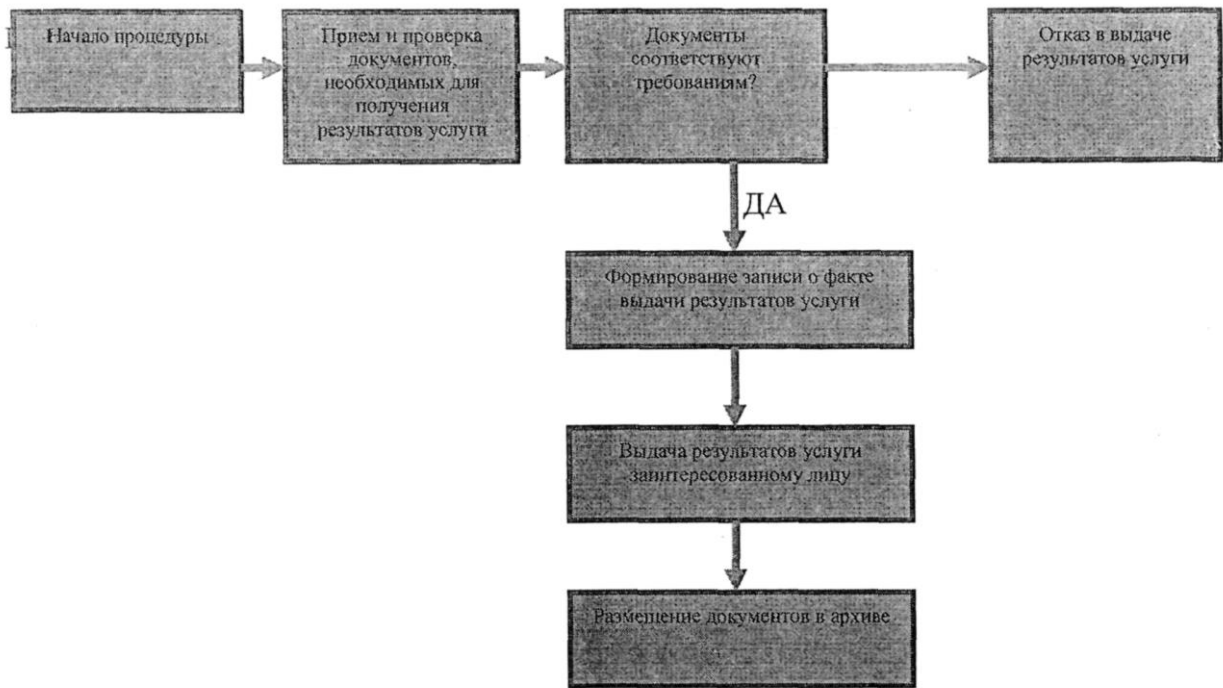 Начало процедуры
Прием и проверка
документов,
необходимых для
получения
результатов услуги
Документы
соответствуют
требованиям?
Отказ в выдаче
результатов услуги
ДА
Формирование записи о факте
выдачи результатов услуги
Выдача результатов услуги
заинтересованному лицу
Размещение документов в архиве